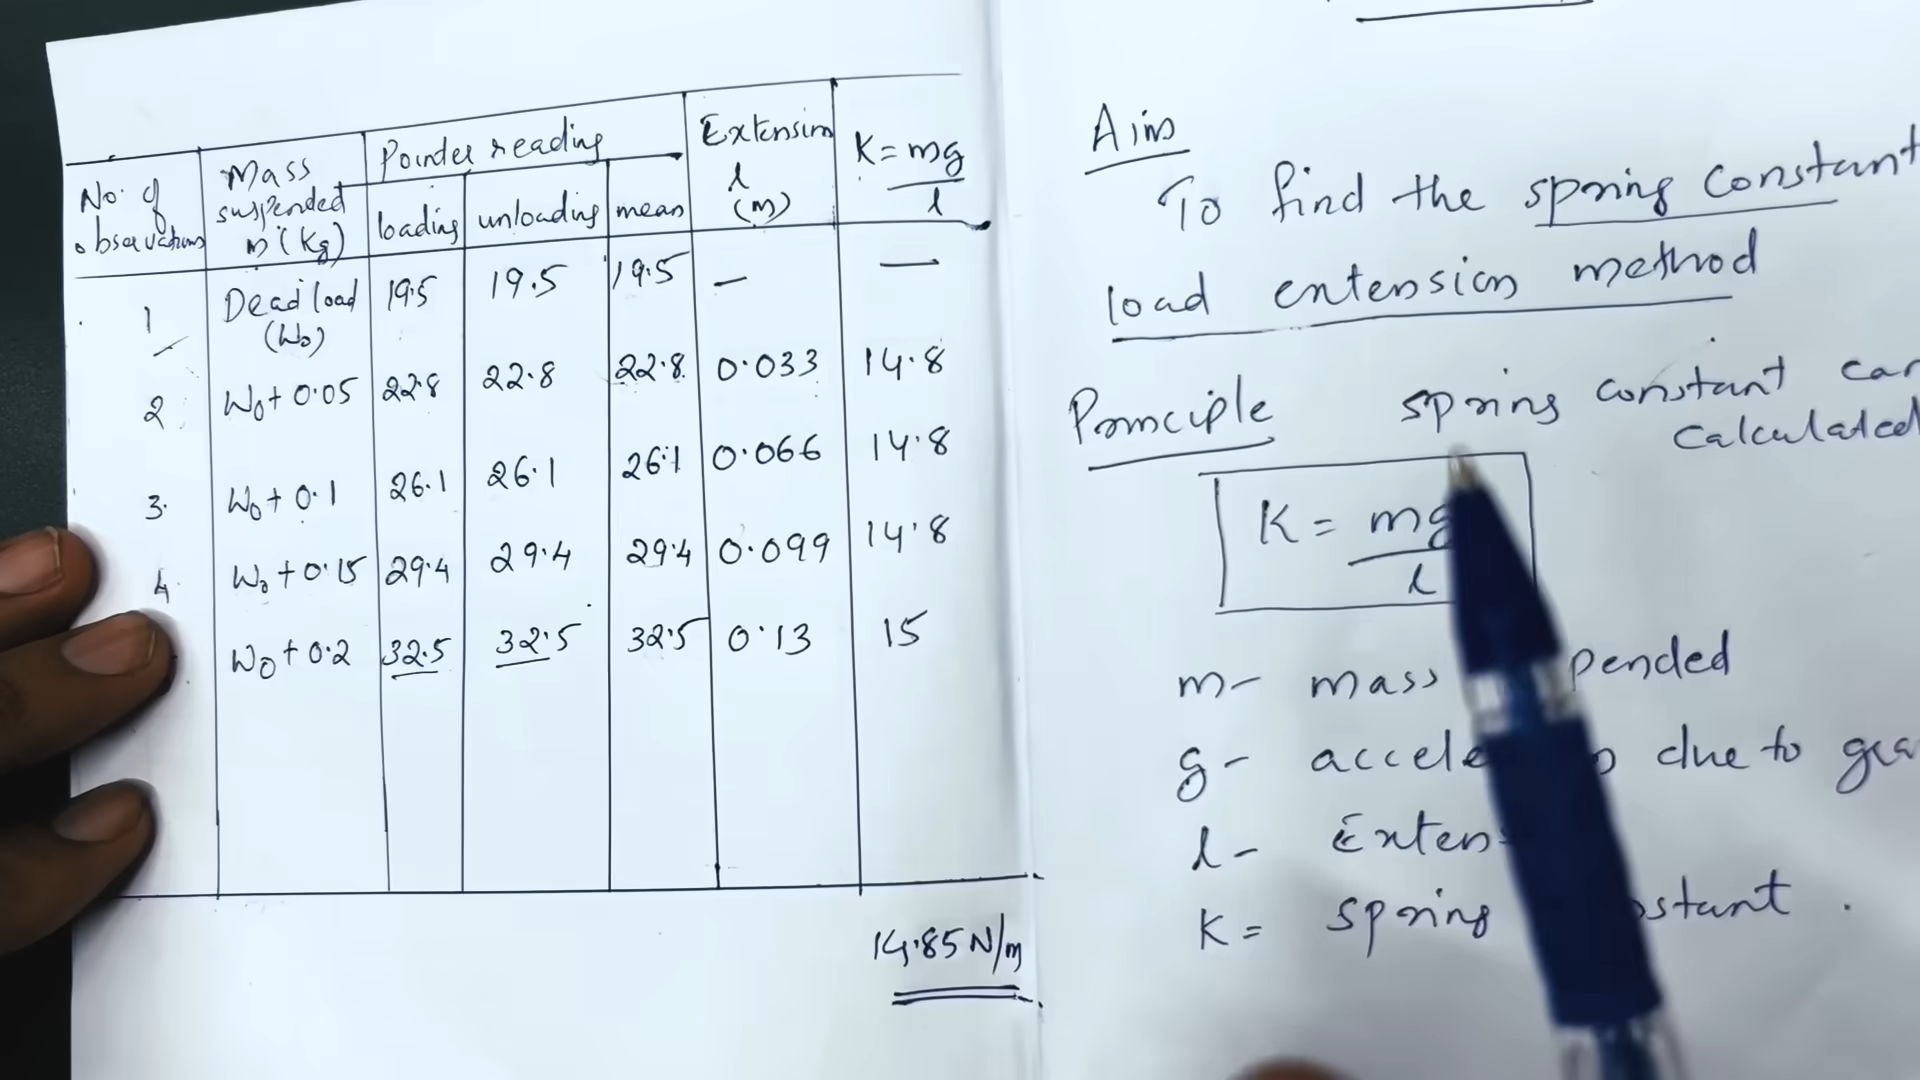 No. of observations
Mass suspended m (Kg)
Pointer reading
loading unloading mean
Extension l (m)
K = mg/l
1 Dead load (W₀) 19.5 19.5 19.5 — —
2 W₀ + 0.05 22.8 22.8 22.8 0.033 14.8
3. W₀ + 0.1 26.1 26.1 26.1 0.066 14.8
4. W₀ + 0.15 29.4 29.4 29.4 0.099 14.8
W₀ + 0.2 32.5 32.5 32.5 0.13 15
14.85 N/m
Aim
To find the spring constant
load extension method
Principle spring constant can
calculated
K = mg/l
m - mass pended
g - due to
l -
K = spring